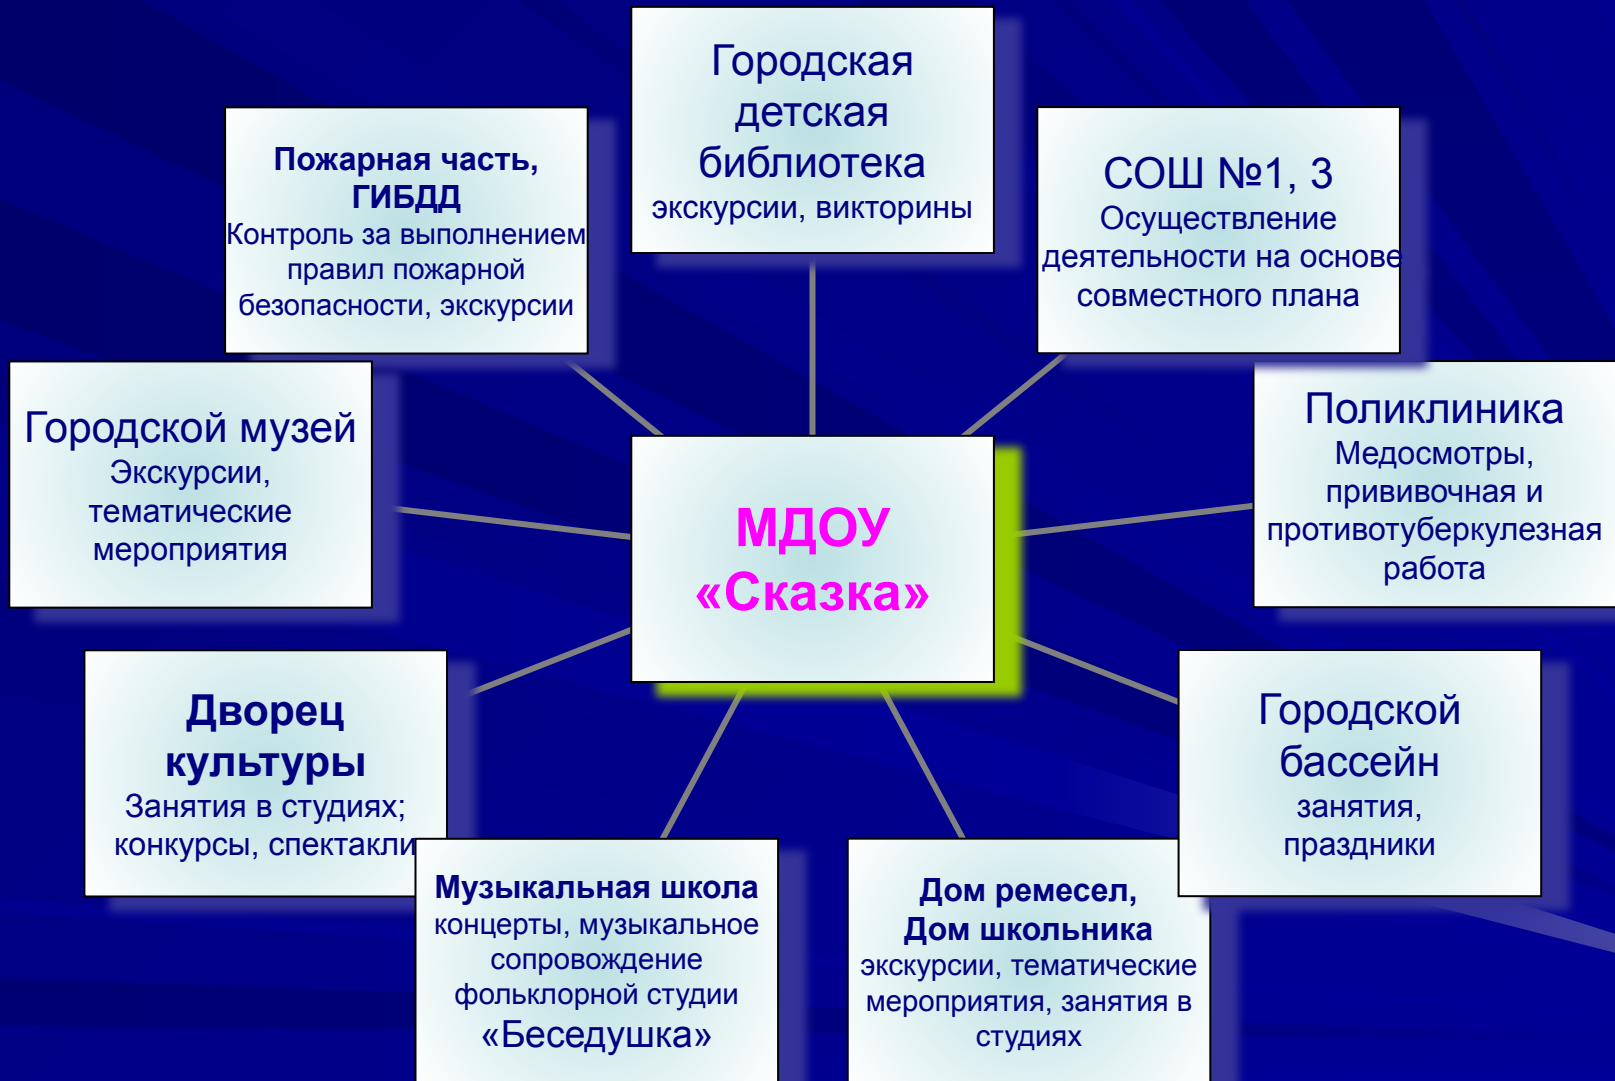 Городская
детская
библиотека
экскурсии, викторины
Пожарная часть,
ГИБДД
Контроль за выполнением
правил пожарной
безопасности, экскурсии
СОШ №1, 3
Осуществление
деятельности на основе
совместного плана
Городской музей
Экскурсии,
тематические
мероприятия
Поликлиника
Медосмотры,
прививочная и
противотуберкулезная
работа
МДОУ
«Сказка»
Дворец
культуры
Занятия в студиях;
конкурсы, спектакли
Городской
бассейн
занятия,
праздники
Музыкальная школа
концерты, музыкальное
сопровождение
фольклорной студии
«Беседушка»
Дом ремесел,
Дом школьника
экскурсии, тематические
мероприятия, занятия в
студиях